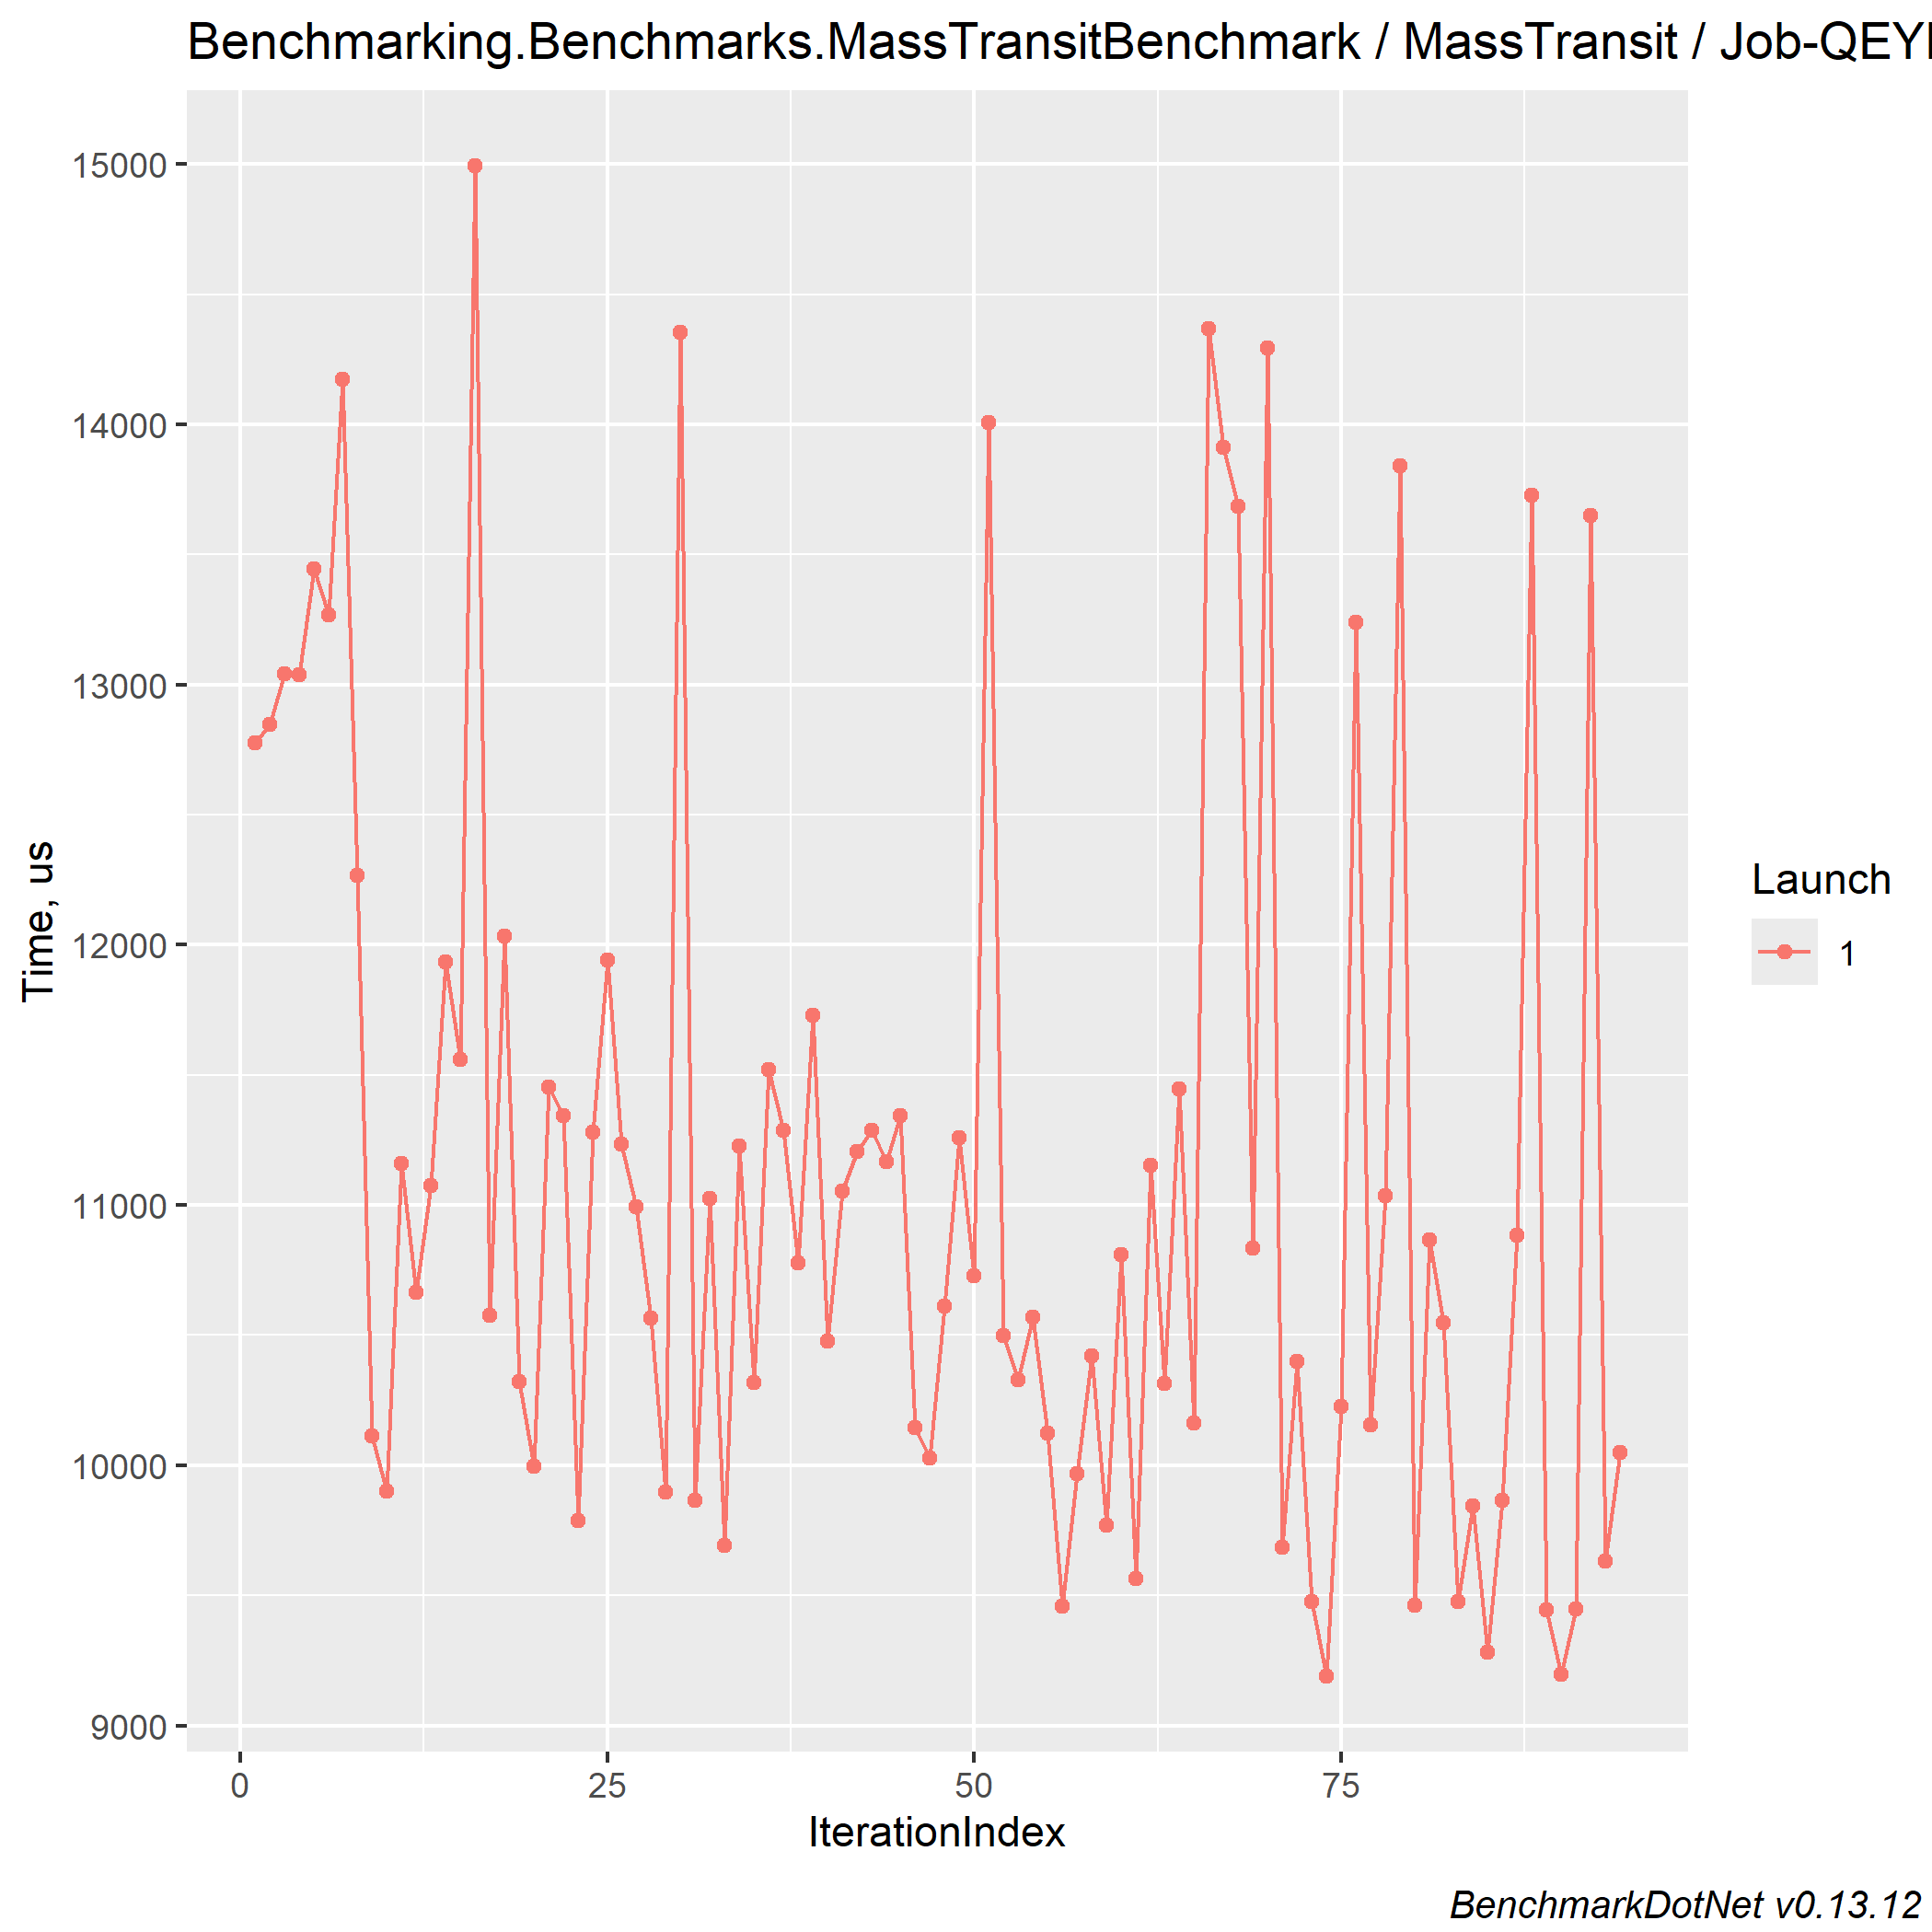 Benchmarking.Benchmarks.MassTransitBenchmark / MassTransit / Job-QEY
15000
14000
13000
12000
11000
10000
9000
Time, us
0 25 50 75
IterationIndex
Launch
1
BenchmarkDotNet v0.13.12